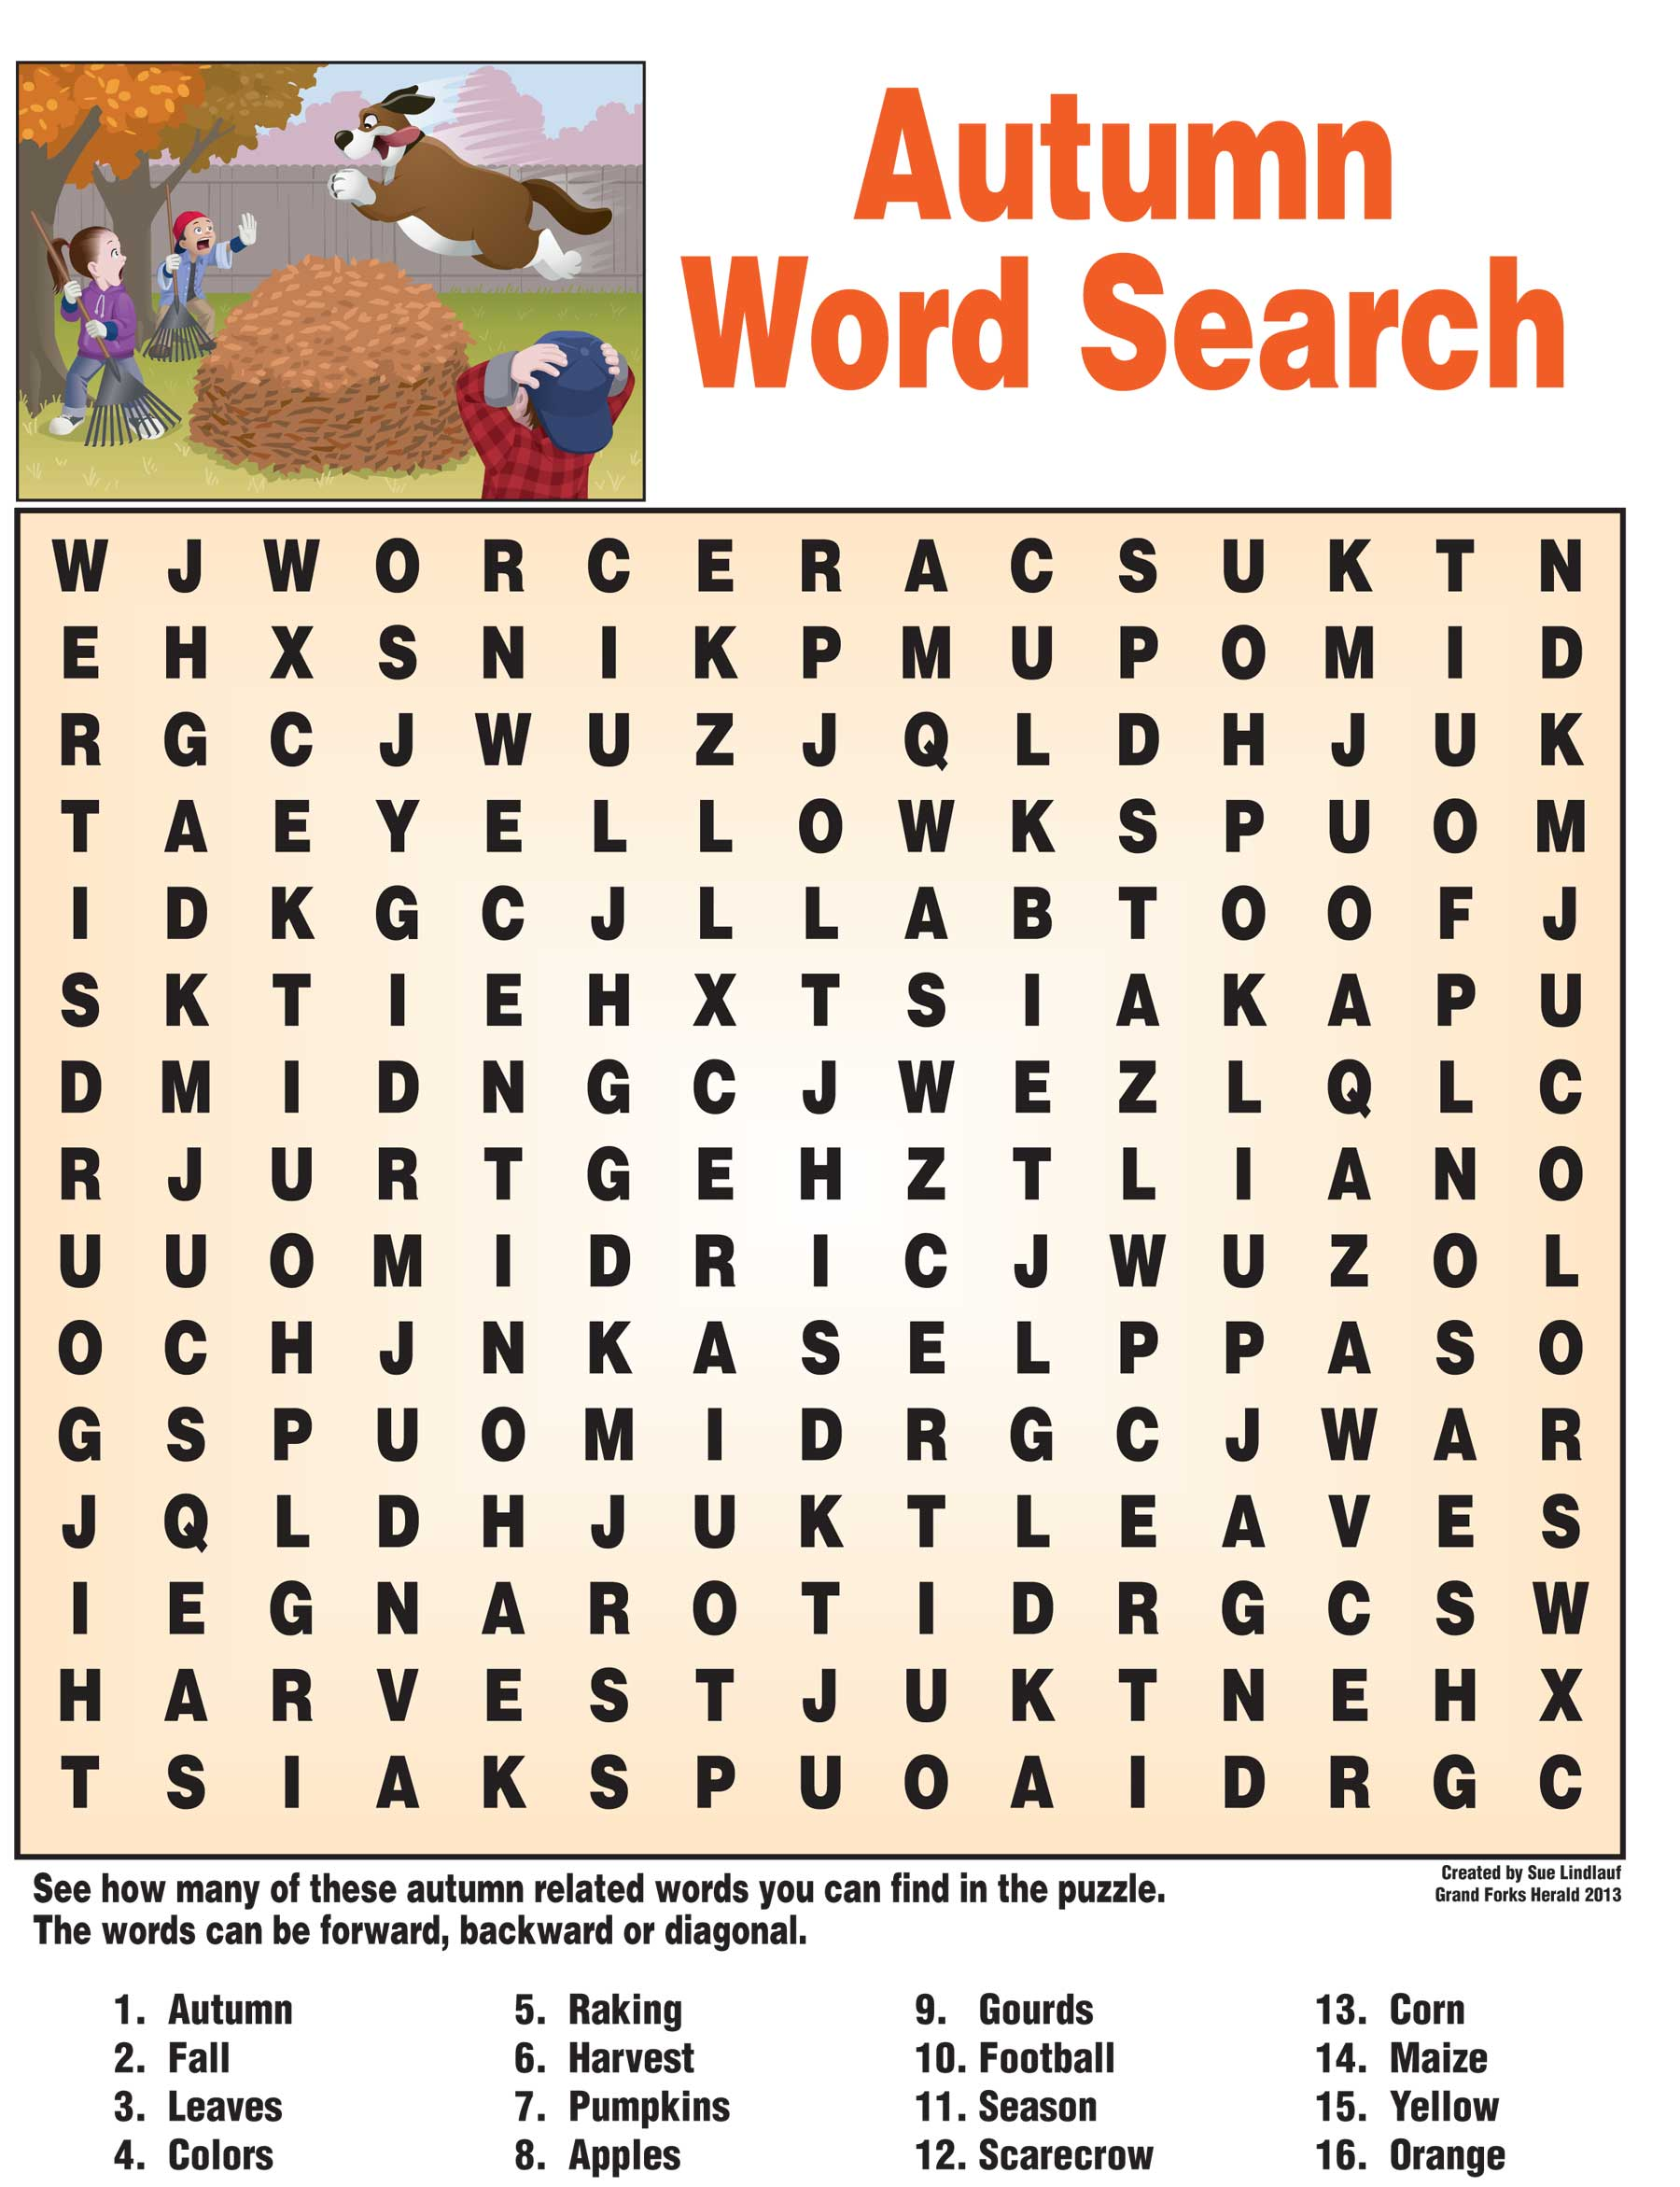 Autumn
Word Search
W J W O R C E R A C S U K T N
E H X S N I K P M U P O M I D
R G C J W U Z J Q L D H J U K
T A E Y E L L O W K S P U O M
I D K G C J L L A B T O O F J
S K T I E H X T S I A K A P U
D M I D N G C J W E Z L Q L C
R J U R T G E H Z T L I A N O
U U O M I D R I C J W U Z O L
O C H J N K A S E L P P A S O
G S P U O M I D R G C J W A R
J Q L D H J U K T L E A V E S
I E G N A R O T I D R G C S W
H A R V E S T J U K T N E H X
T S I A K S P U O A I D R G C
See how many of these autumn related words you can find in the puzzle.
The words can be forward, backward or diagonal.
Created by Sue Lindlauf
Grand Forks Herald 2013
1. Autumn
2. Fall
3. Leaves
4. Colors
5. Raking
6. Harvest
7. Pumpkins
8. Apples
9. Gourds
10. Football
11. Season
12. Scarecrow
13. Corn
14. Maize
15. Yellow
16. Orange